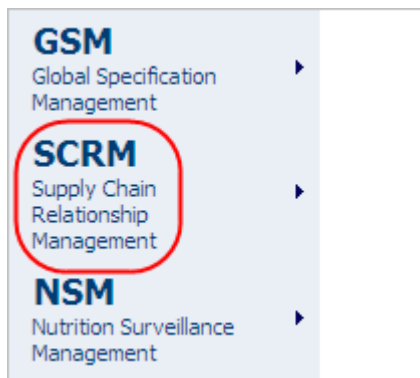 GSM
Global Specification
Management
SCRM
Supply Chain
Relationship
Management
NSM
Nutrition Surveillance
Management